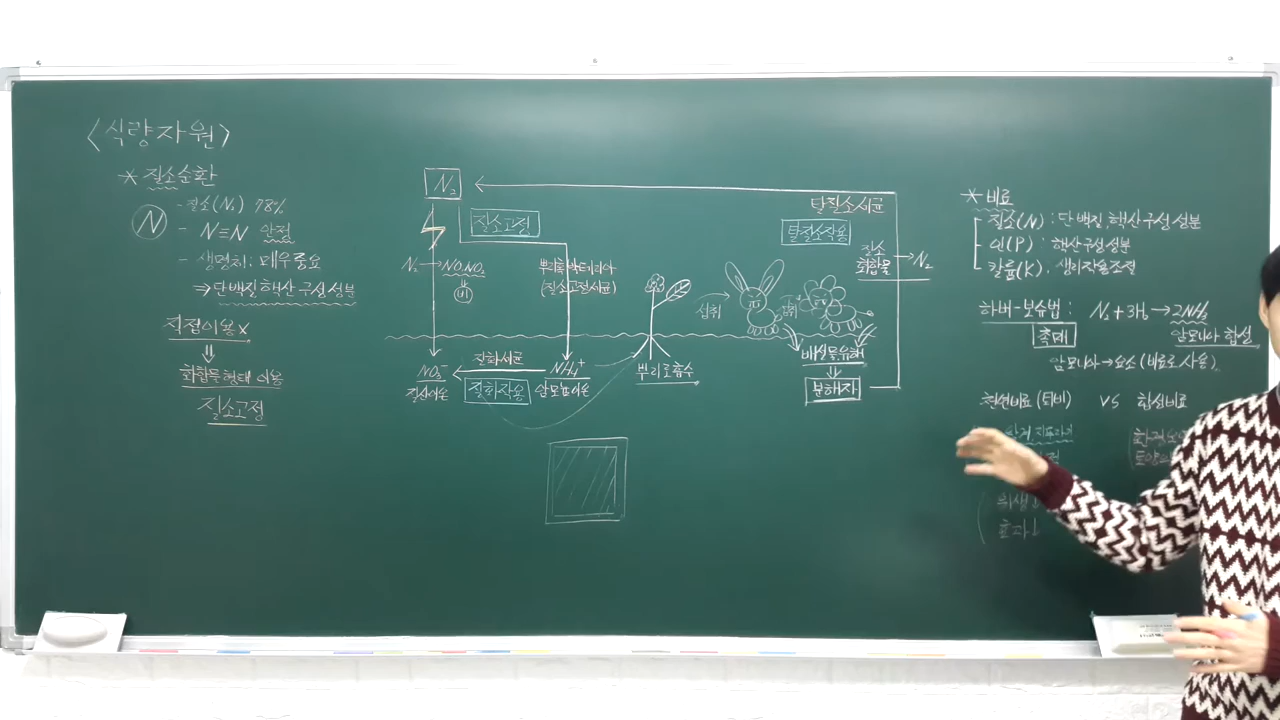 <식량자원>
* 질소순환
N
- 질소(N₂) 78%
- N≡N 안정
- 생명체: 매우중요
⇒ 단백질, 핵산 구성 성분
직접이용 x
⇓
화합물 형태 이용
질소고정
N₂
질소고정
N₂ → NO, NO₂
비
뿌리혹 박테리아
(질소고정세균)
NO₃⁻
질산이온
질화세균
질화작용
NH₄⁺
암모늄이온
뿌리로흡수
섭취
섭취
배설물, 유해
⇓
분해자
탈질소세균
탈질소작용
질소
화합물
→ N₂
* 비료
질소(N) : 단백질, 핵산 구성 성분
인(P) : 핵산 구성 성분
칼륨(K) : 생리작용조절
하버-보슈법 : N₂ + 3H₂ → 2NH₃
촉매
암모니아 합성
암모니아 → 요소 (비료로 사용)
천연비료 (퇴비) VS 합성비료
위생↓
효과↓